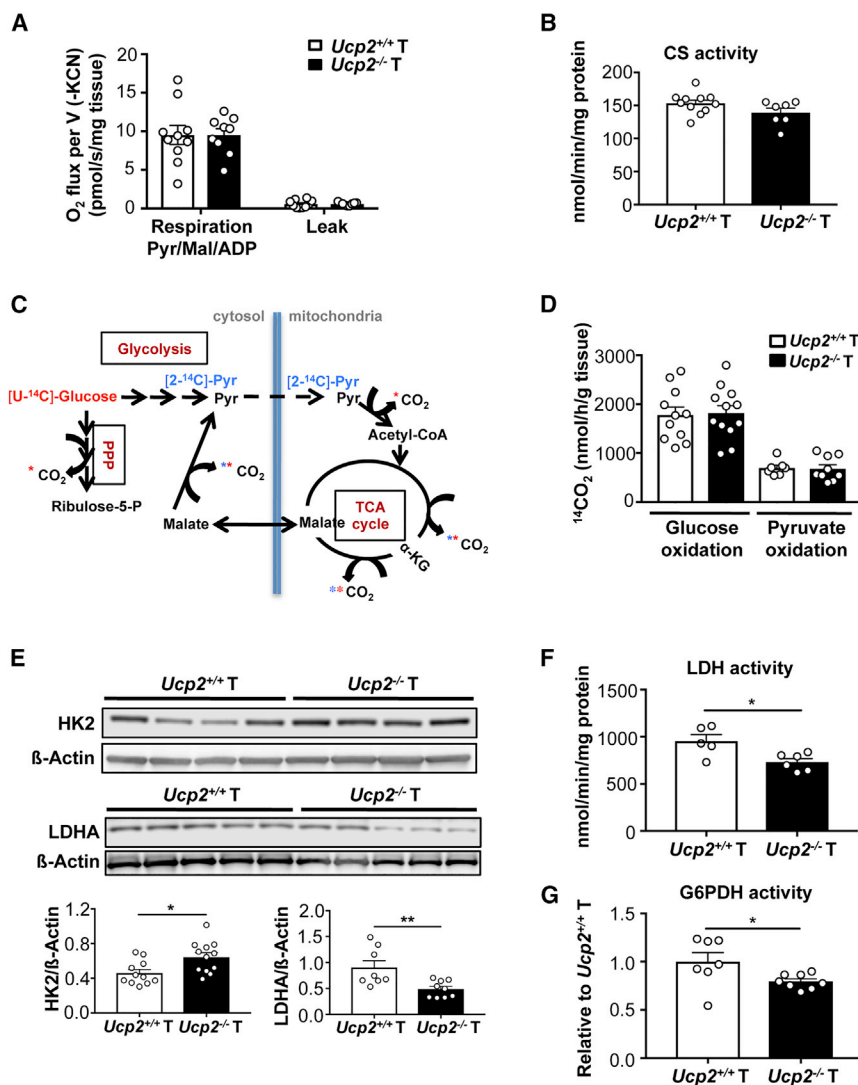 A
O₂ flux per V (-KCN)
(pmol/s/mg tissue)
20
15
10
5
0
Ucp2⁺/⁺ T
Ucp2⁻/⁻ T
Respiration
Pyr/Mal/ADP
Leak
B
CS activity
nmol/min/mg protein
200
150
100
50
0
Ucp2⁺/⁺ T
Ucp2⁻/⁻ T
C
cytosol
mitochondria
Glycolysis
[2-¹⁴C]-Pyr
[2-¹⁴C]-Pyr
[U-¹⁴C]-Glucose
Pyr
Pyr
*CO₂
PPP
Acetyl-CoA
*CO₂
**CO₂
Ribulose-5-P
Malate
Malate
TCA
cycle
α-KG
**CO₂
**CO₂
D
¹⁴CO₂ (nmol/h/g tissue)
3000
2000
1000
0
Ucp2⁺/⁺ T
Ucp2⁻/⁻ T
Glucose
oxidation
Pyruvate
oxidation
E
Ucp2⁺/⁺ T
Ucp2⁻/⁻ T
HK2
ß-Actin
Ucp2⁺/⁺ T
Ucp2⁻/⁻ T
LDHA
ß-Actin
HK2/ß-Actin
1.2
0.8
0.4
0
*
Ucp2⁺/⁺ T
Ucp2⁻/⁻ T
LDHA/ß-Actin
2.0
1.5
1.0
0.5
0.0
**
Ucp2⁺/⁺ T
Ucp2⁻/⁻ T
F
LDH activity
nmol/min/mg protein
1500
1000
500
0
*
Ucp2⁺/⁺ T
Ucp2⁻/⁻ T
G
G6PDH activity
Relative to Ucp2⁺/⁺ T
1.5
1.0
0.5
0.0
*
Ucp2⁺/⁺ T
Ucp2⁻/⁻ T